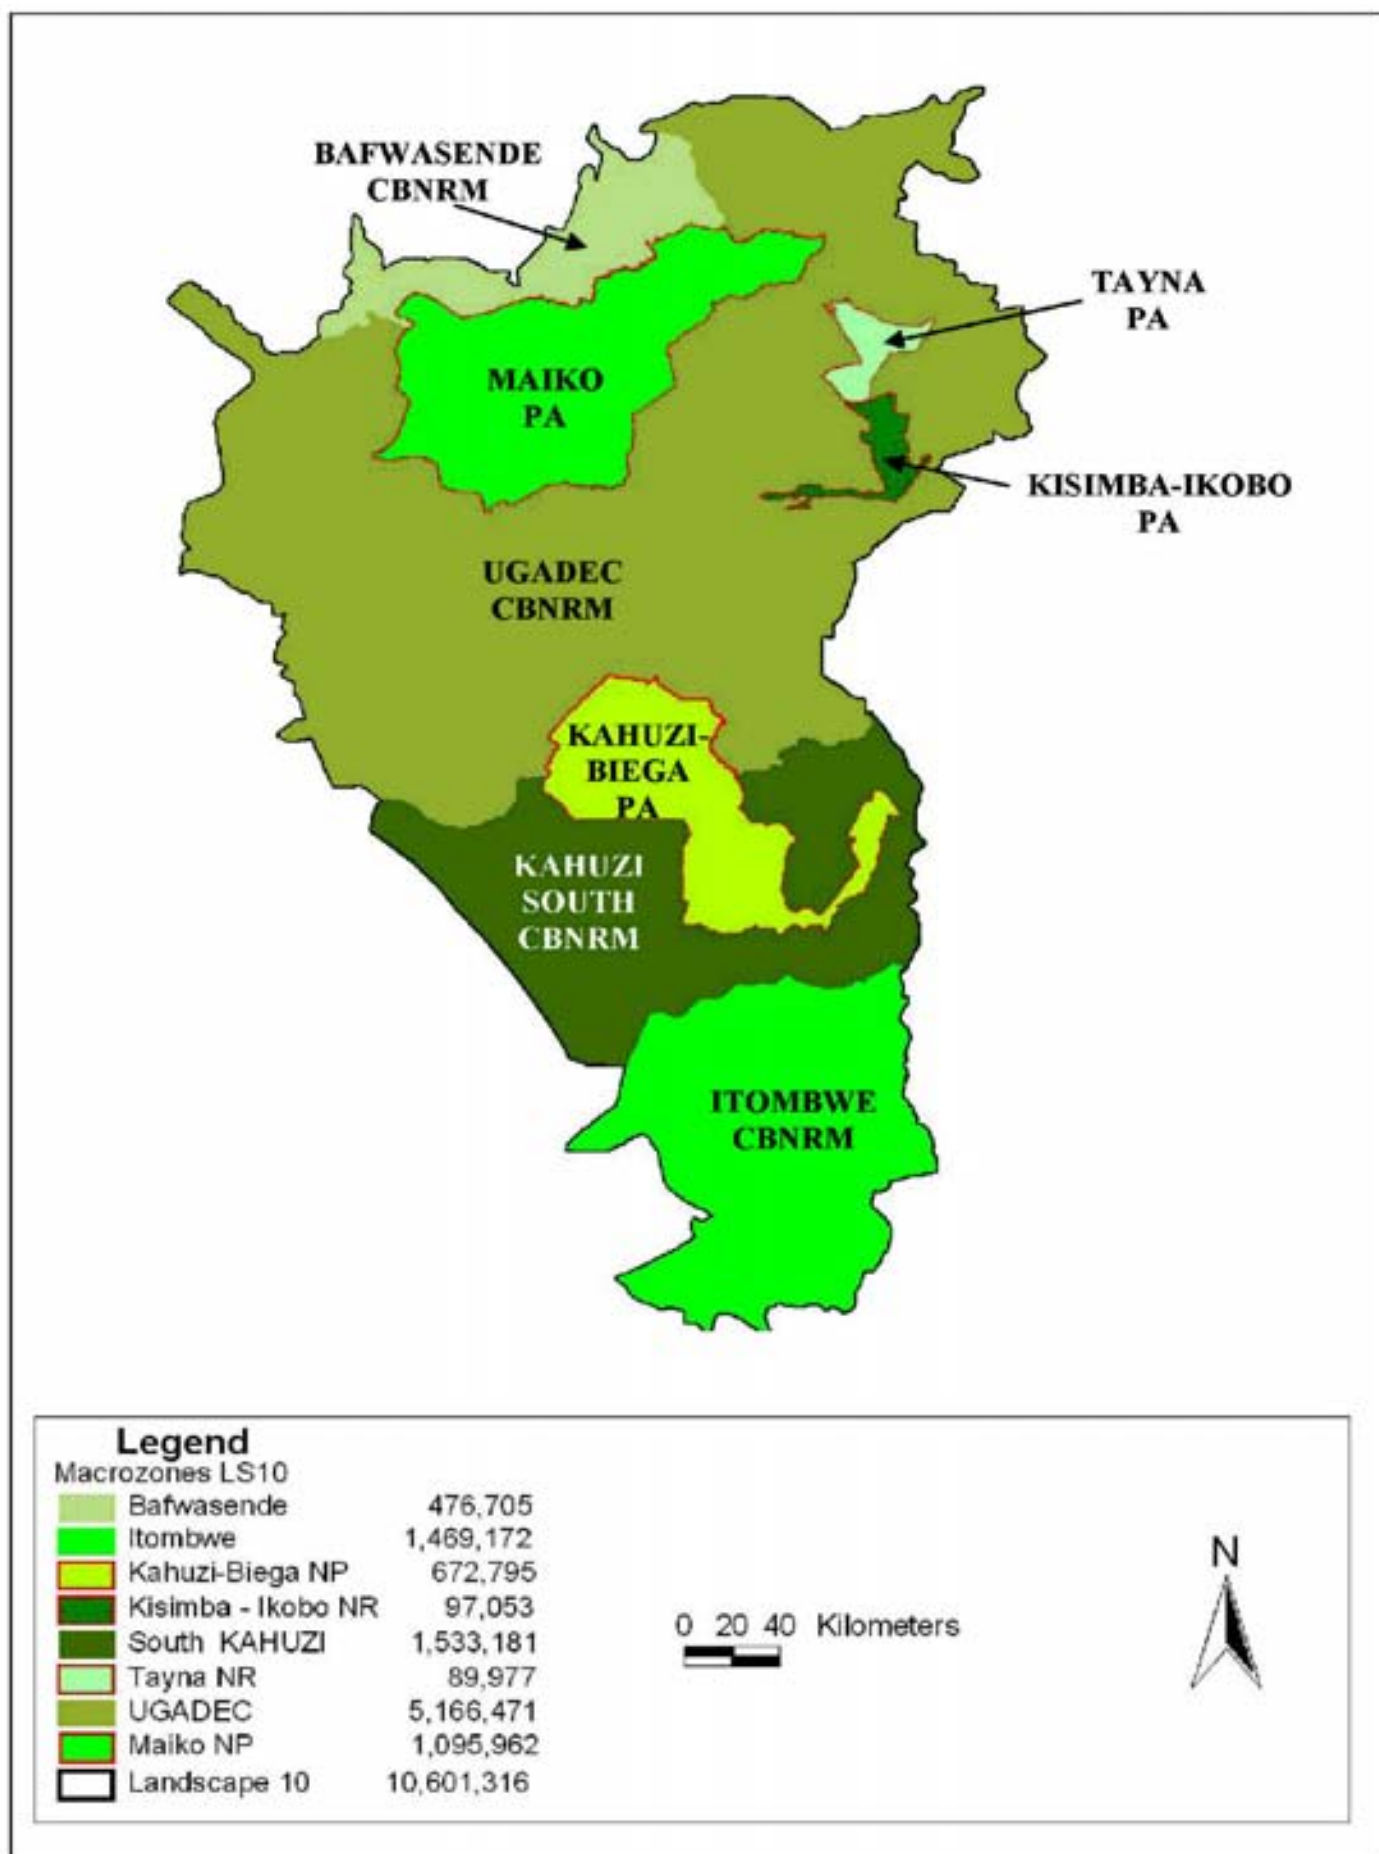 BAFWASENDE
CBNRM
TAYNA
PA
MAIKO
PA
KISIMBA-IKOBO
PA
UGADEC
CBNRM
KAHUZI-
BIEGA
PA
KAHUZI
SOUTH
CBNRM
ITOMBWE
CBNRM
Legend
Macrozones LS10
Bafwasende 476,705
Itombwe 1,469,172
Kahuzi-Biega NP 672,795
Kisimba - Ikobo NR 97,053
South KAHUZI 1,533,181
Tayna NR 89,977
UGADEC 5,166,471
Maiko NP 1,095,962
Landscape 10 10,601,316
0 20 40 Kilometers
N